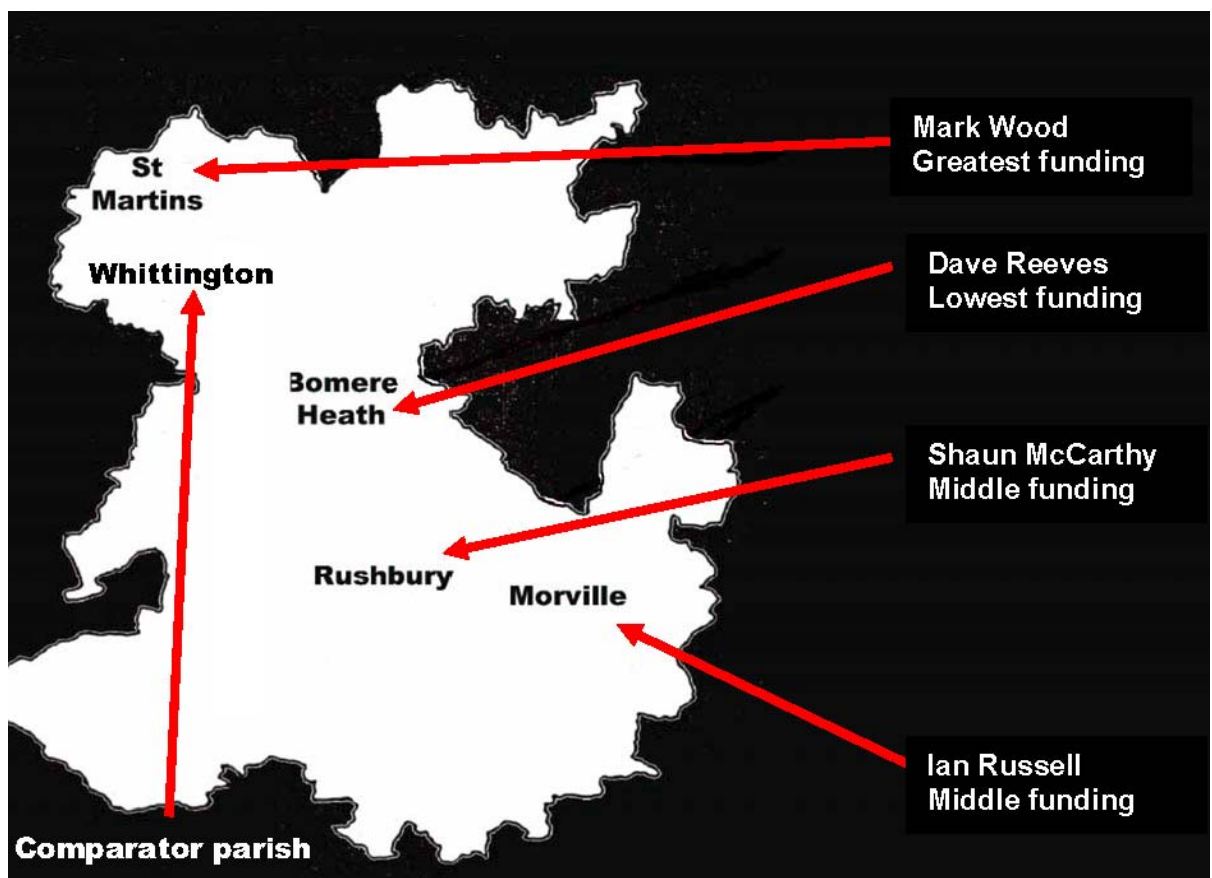 St
Martins
Whittington
Bomere
Heath
Rushbury
Morville
Comparator parish
Mark Wood
Greatest funding
Dave Reeves
Lowest funding
Shaun McCarthy
Middle funding
Ian Russell
Middle funding